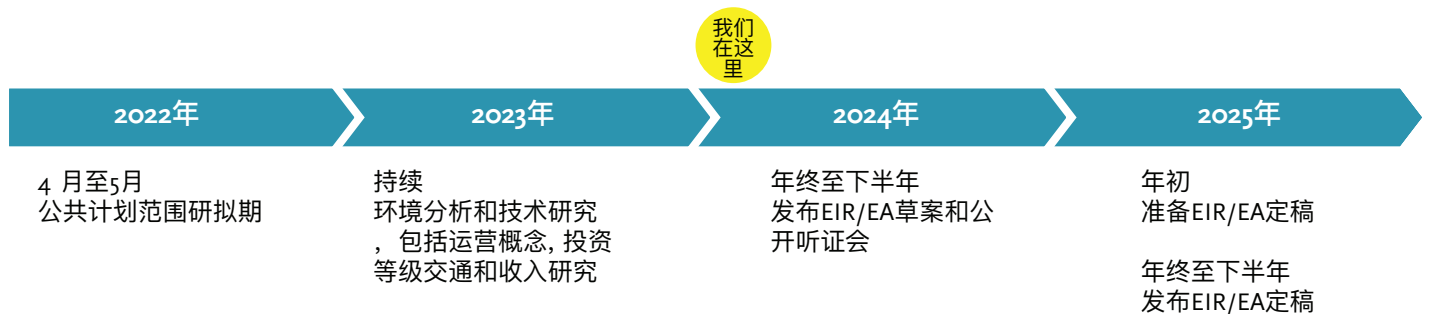 我们
在这
里
2022年
2023年
2024年
2025年
4 月至5月
公共计划范围研拟期
持续
环境分析和技术研究
，包括运营概念, 投资
等级交通和收入研究
年终至下半年
发布EIR/EA草案和公
开听证会
年初
准备EIR/EA定稿
年终至下半年
发布EIR/EA定稿